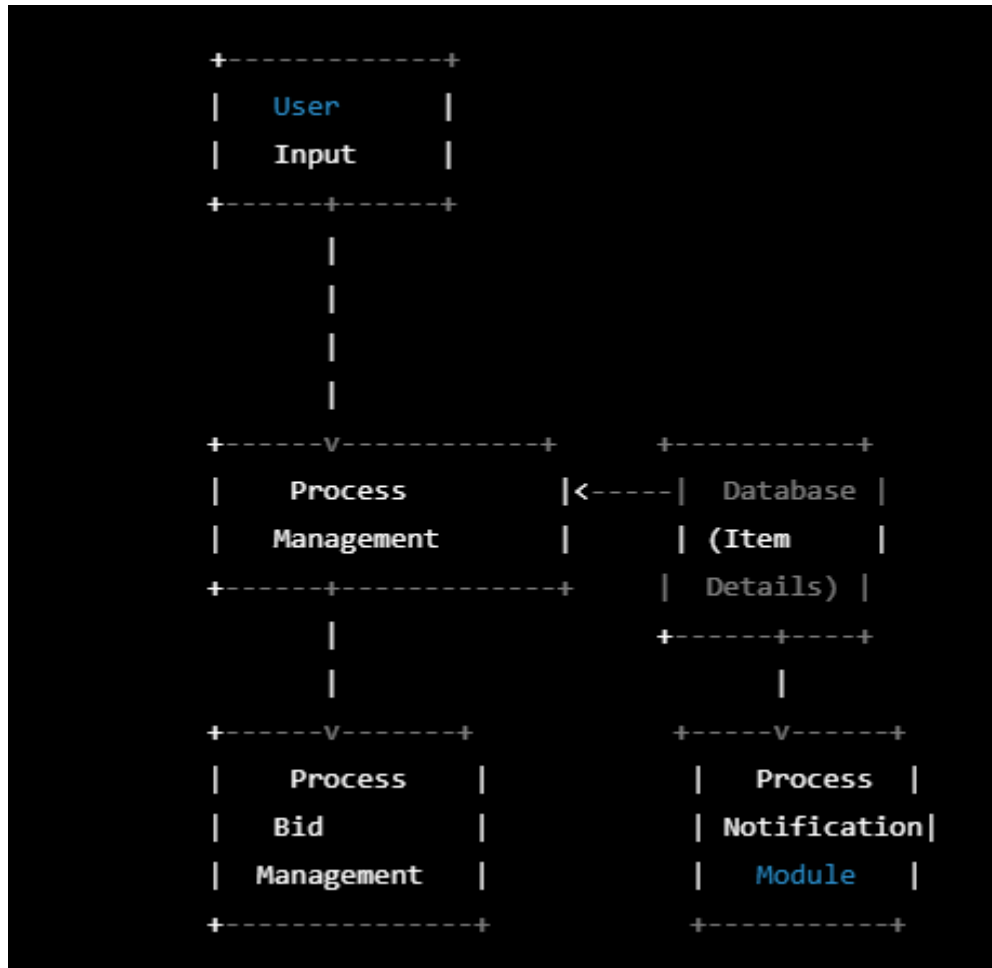 +-------------+
| User |
| Input |
+------+------+
|
|
|
|
+------v------------+ +-----------+
| Process |<-----| Database |
| Management | | (Item |
+------+-------------+ | Details) |
| +------+----+
| |
+------v-------+ +-----v------+
| Process | | Process |
| Bid | | Notification|
| Management | | Module |
+---------------+ +-----------+